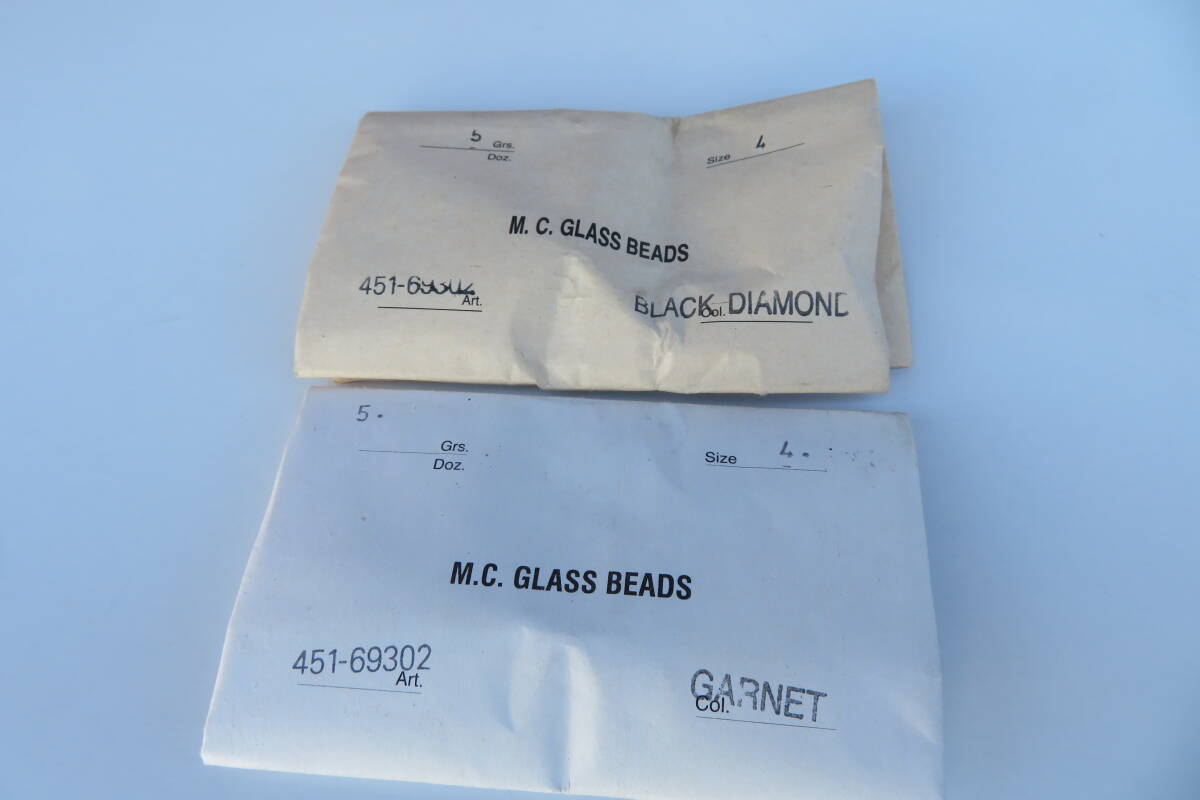 5 Grs.
Doz.
Size 4
M. C. GLASS BEADS
451-69302 Art.
BLACK DIAMOND
Col.
5.
Grs.
Doz.
Size 4.
M.C. GLASS BEADS
451-69302
Art.
GARNET
Col.